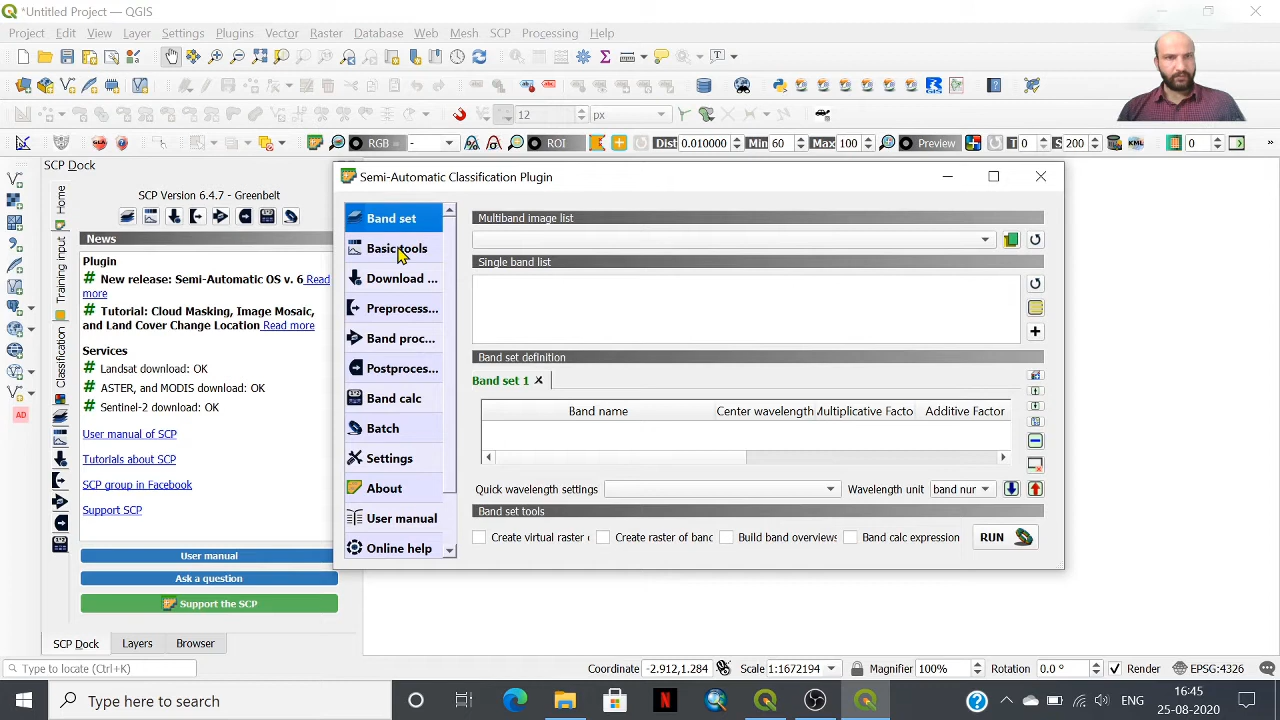 *Untitled Project — QGIS
Project Edit View Layer Settings Plugins Vector Raster Database Web Mesh SCP Processing Help
12 px
RGB = - ROI Dist 0.010000 Min 60 Max 100 Preview T 0 S 200 0 »
SCP Dock
Home
Training input
Classification
SCP Version 6.4.7 - Greenbelt
News
Plugin
# New release: Semi-Automatic OS v. 6 Read
more
# Tutorial: Cloud Masking, Image Mosaic,
and Land Cover Change Location Read more
Services
# Landsat download: OK
# ASTER, and MODIS download: OK
# Sentinel-2 download: OK
User manual of SCP
Tutorials about SCP
SCP group in Facebook
Support SCP
User manual
Ask a question
Support the SCP
SCP Dock Layers Browser
Semi-Automatic Classification Plugin
Band set
Basic tools
Download ...
Preprocess...
Band proc...
Postproces...
Band calc
Batch
Settings
About
User manual
Online help
Multiband image list
Single band list
Band set definition
Band set 1
Band name Center wavelength Multiplicative Facto Additive Factor
Quick wavelength settings Wavelength unit band nur
Band set tools
Create virtual raster Create raster of banc Build band overviews Band calc expression RUN
Type to locate (Ctrl+K) Coordinate -2.912,1.284 Scale 1:1672194 Magnifier 100% Rotation 0.0 ° Render EPSG:4326
AD
Type here to search
ENG
16:45
25-08-2020